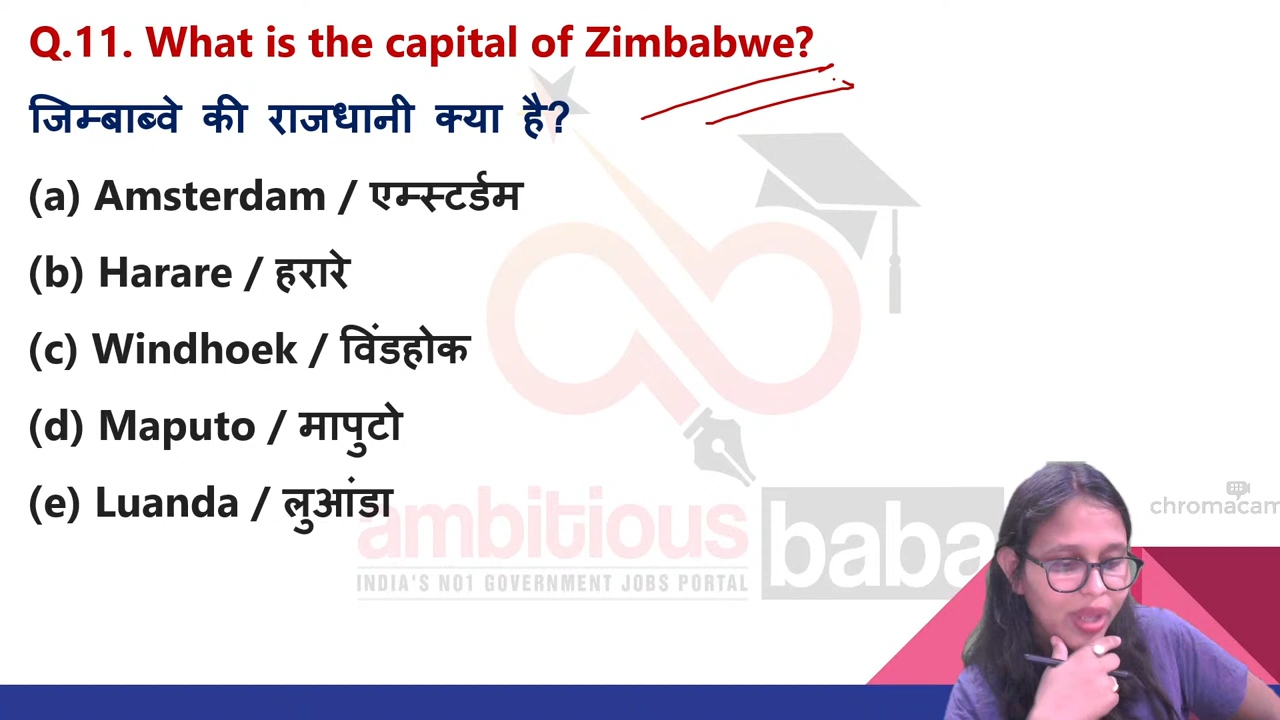 Q.11. What is the capital of Zimbabwe?
जिम्बाब्वे की राजधानी क्या है?
(a) Amsterdam / एम्स्टर्डम
(b) Harare / हरारे
(c) Windhoek / विंडहोक
(d) Maputo / मापुटो
(e) Luanda / लुआंडा
ambitious baba
INDIA'S NO1 GOVERNMENT JOBS PORTAL
chromacam